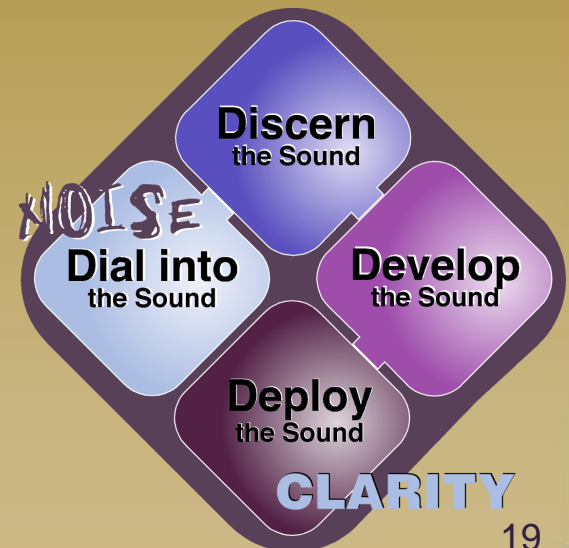 Discern
the Sound
NOISE
Dial into
the Sound
Develop
the Sound
Deploy
the Sound
CLARITY
19